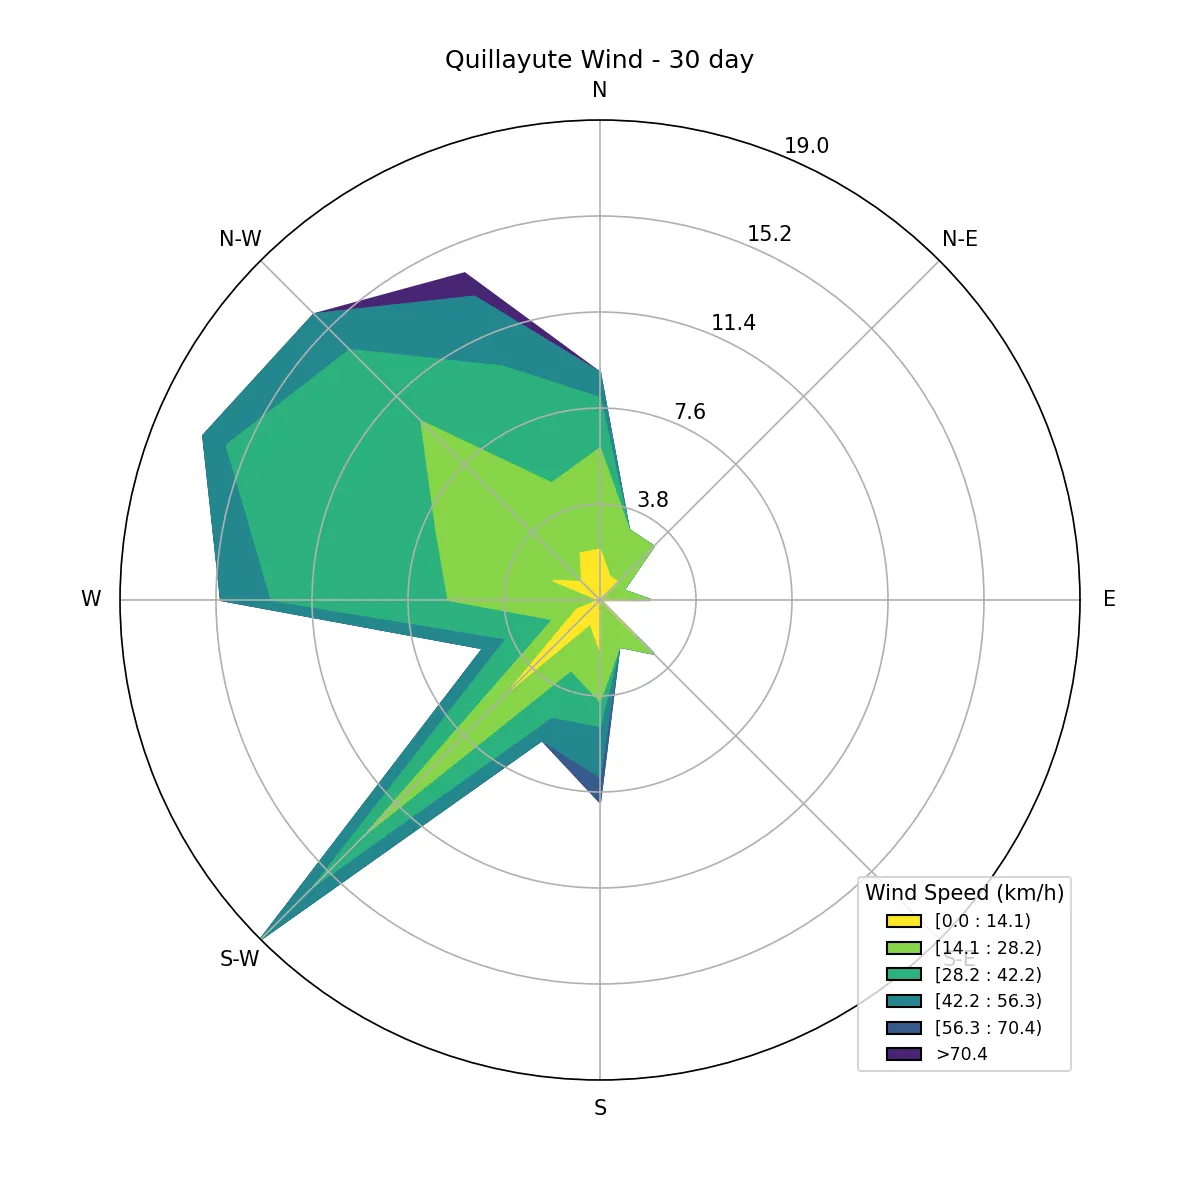 Quillayute Wind - 30 day
N
19.0
15.2
N-W
N-E
11.4
7.6
3.8
W
E
Wind Speed (km/h)
[0.0 : 14.1)
[14.1 : 28.2)
S-W
S-E
[28.2 : 42.2)
[42.2 : 56.3)
[56.3 : 70.4)
>70.4
S